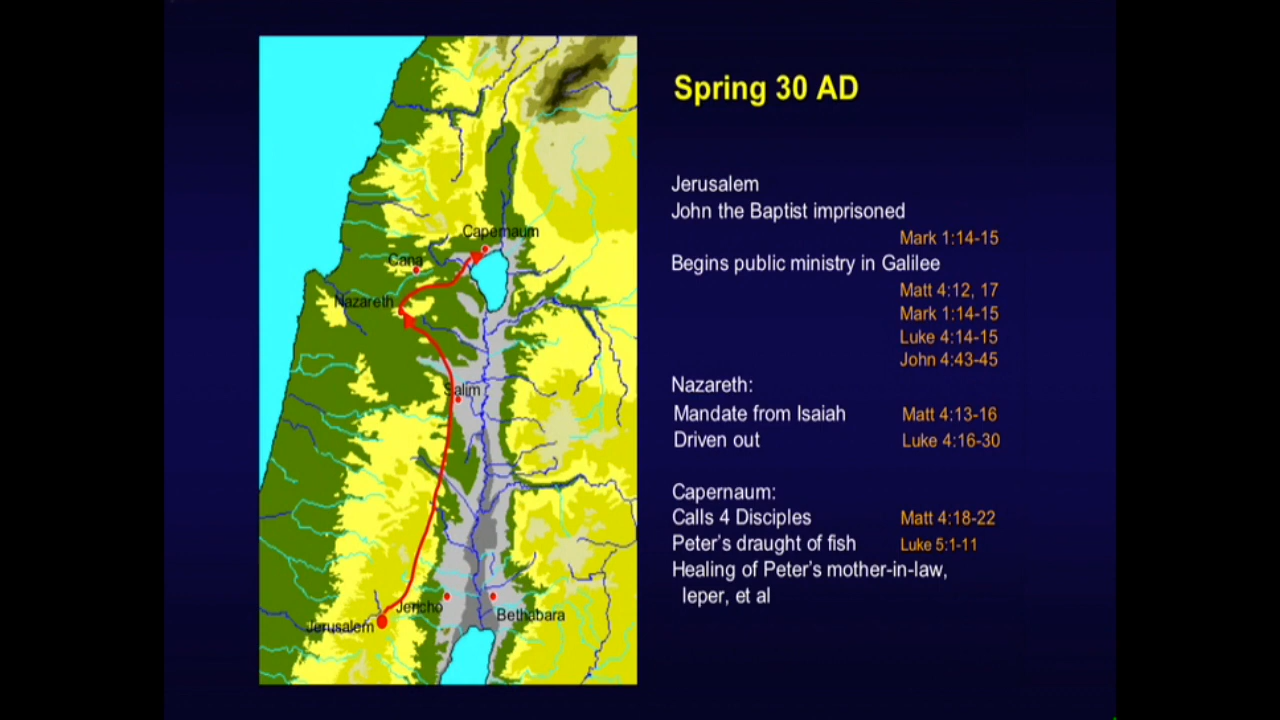 Spring 30 AD
Jerusalem
John the Baptist imprisoned
Mark 1:14-15
Begins public ministry in Galilee
Matt 4:12, 17
Mark 1:14-15
Luke 4:14-15
John 4:43-45
Nazareth:
Mandate from Isaiah Matt 4:13-16
Driven out Luke 4:16-30
Capernaum:
Calls 4 Disciples Matt 4:18-22
Peter's draught of fish Luke 5:1-11
Healing of Peter's mother-in-law,
leper, et al
Capernaum
Cana
Nazareth
Salim
Jericho
Bethabara
Jerusalem